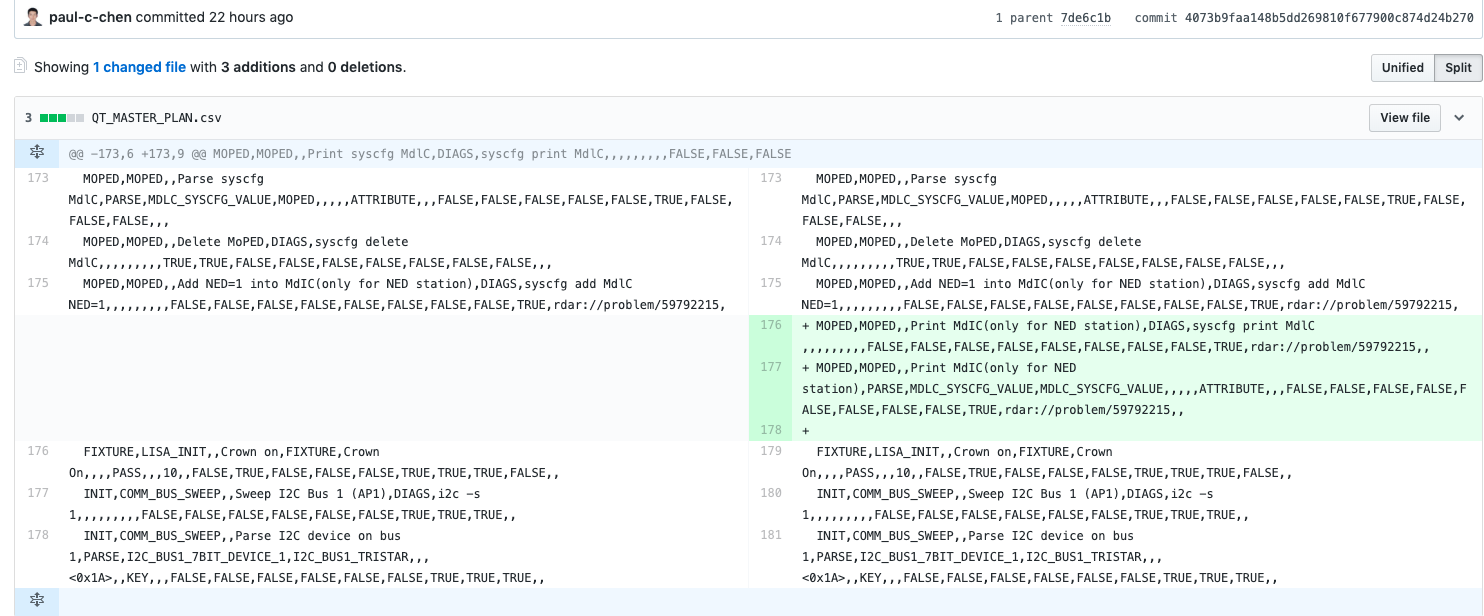 paul-c-chen committed 22 hours ago
1 parent 7de6c1b commit 4073b9faa148b5dd269810f677900c874d24b270
Showing 1 changed file with 3 additions and 0 deletions.
Unified Split
3 QT_MASTER_PLAN.csv
View file
@@ -173,6 +173,9 @@ MOPED,MOPED,,Print syscfg MdlC,DIAGS,syscfg print MdlC,,,,,,,,,FALSE,FALSE,FALSE
173 MOPED,MOPED,,Parse syscfg
MdlC,PARSE,MDLC_SYSCFG_VALUE,MOPED,,,,,ATTRIBUTE,,,FALSE,FALSE,FALSE,FALSE,FALSE,TRUE,FALSE,
FALSE,FALSE,,,
174 MOPED,MOPED,,Delete MoPED,DIAGS,syscfg delete
MdlC,,,,,,,,,TRUE,TRUE,FALSE,FALSE,FALSE,FALSE,FALSE,FALSE,FALSE,,,
175 MOPED,MOPED,,Add NED=1 into MdIC(only for NED station),DIAGS,syscfg add MdlC
NED=1,,,,,,,,,FALSE,FALSE,FALSE,FALSE,FALSE,FALSE,FALSE,FALSE,TRUE,rdar://problem/59792215,
176 FIXTURE,LISA_INIT,,Crown on,FIXTURE,Crown
On,,,,PASS,,,10,,FALSE,TRUE,FALSE,FALSE,FALSE,TRUE,TRUE,TRUE,FALSE,,
177 INIT,COMM_BUS_SWEEP,,Sweep I2C Bus 1 (AP1),DIAGS,i2c -s
1,,,,,,,,,FALSE,FALSE,FALSE,FALSE,FALSE,FALSE,TRUE,TRUE,TRUE,,
178 INIT,COMM_BUS_SWEEP,,Parse I2C device on bus
1,PARSE,I2C_BUS1_7BIT_DEVICE_1,I2C_BUS1_TRISTAR,,,
<0x1A>,,KEY,,,FALSE,FALSE,FALSE,FALSE,FALSE,FALSE,TRUE,TRUE,TRUE,,
173 MOPED,MOPED,,Parse syscfg
MdlC,PARSE,MDLC_SYSCFG_VALUE,MOPED,,,,,ATTRIBUTE,,,FALSE,FALSE,FALSE,FALSE,FALSE,TRUE,FALSE,
FALSE,FALSE,,,
174 MOPED,MOPED,,Delete MoPED,DIAGS,syscfg delete
MdlC,,,,,,,,,TRUE,TRUE,FALSE,FALSE,FALSE,FALSE,FALSE,FALSE,FALSE,,,
175 MOPED,MOPED,,Add NED=1 into MdIC(only for NED station),DIAGS,syscfg add MdlC
NED=1,,,,,,,,,FALSE,FALSE,FALSE,FALSE,FALSE,FALSE,FALSE,FALSE,TRUE,rdar://problem/59792215,
176 + MOPED,MOPED,,Print MdIC(only for NED station),DIAGS,syscfg print MdlC
,,,,,,,,,FALSE,FALSE,FALSE,FALSE,FALSE,FALSE,FALSE,FALSE,TRUE,rdar://problem/59792215,,
177 + MOPED,MOPED,,Print MdIC(only for NED
station),PARSE,MDLC_SYSCFG_VALUE,MDLC_SYSCFG_VALUE,,,,,ATTRIBUTE,,,FALSE,FALSE,FALSE,FALSE,F
ALSE,FALSE,FALSE,FALSE,TRUE,rdar://problem/59792215,,
178 +
179 FIXTURE,LISA_INIT,,Crown on,FIXTURE,Crown
On,,,,PASS,,,10,,FALSE,TRUE,FALSE,FALSE,FALSE,TRUE,TRUE,TRUE,FALSE,,
180 INIT,COMM_BUS_SWEEP,,Sweep I2C Bus 1 (AP1),DIAGS,i2c -s
1,,,,,,,,,FALSE,FALSE,FALSE,FALSE,FALSE,FALSE,TRUE,TRUE,TRUE,,
181 INIT,COMM_BUS_SWEEP,,Parse I2C device on bus
1,PARSE,I2C_BUS1_7BIT_DEVICE_1,I2C_BUS1_TRISTAR,,,
<0x1A>,,KEY,,,FALSE,FALSE,FALSE,FALSE,FALSE,FALSE,TRUE,TRUE,TRUE,,